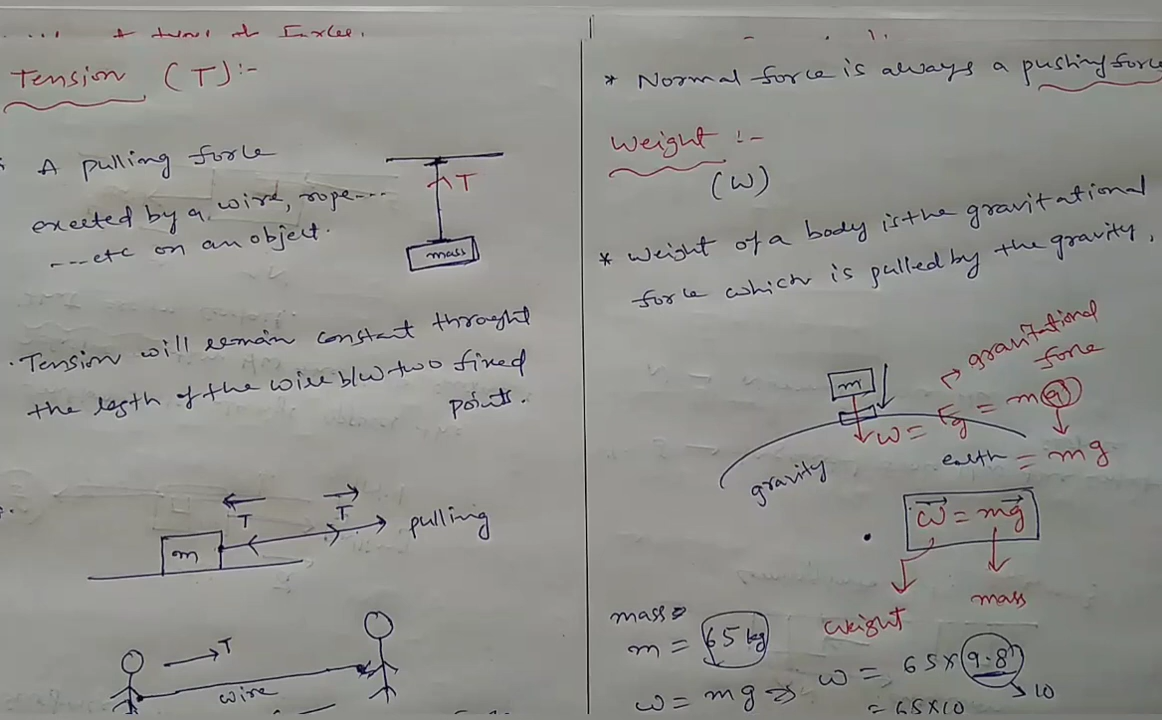 Forces.
Tension (T):-
A pulling force
exected by a wire, rope---
---etc on an object.
T
mass
Tension will remain constant throught
the legth of the wire b/w two fixed
points.
T T
m
pulling
T
wire
* Normal force is always a pushing force
Weight :-
(W)
* Weight of a body is the gravitational
force which is pulled by the gravity,
gravitational
force
m
w = Fg = m(a)
gravity
earth = mg
w = mg
weight
mass
mass
m = 65 kg
w = mg ⇒ w = 65 × 9.8
10
= 65×10